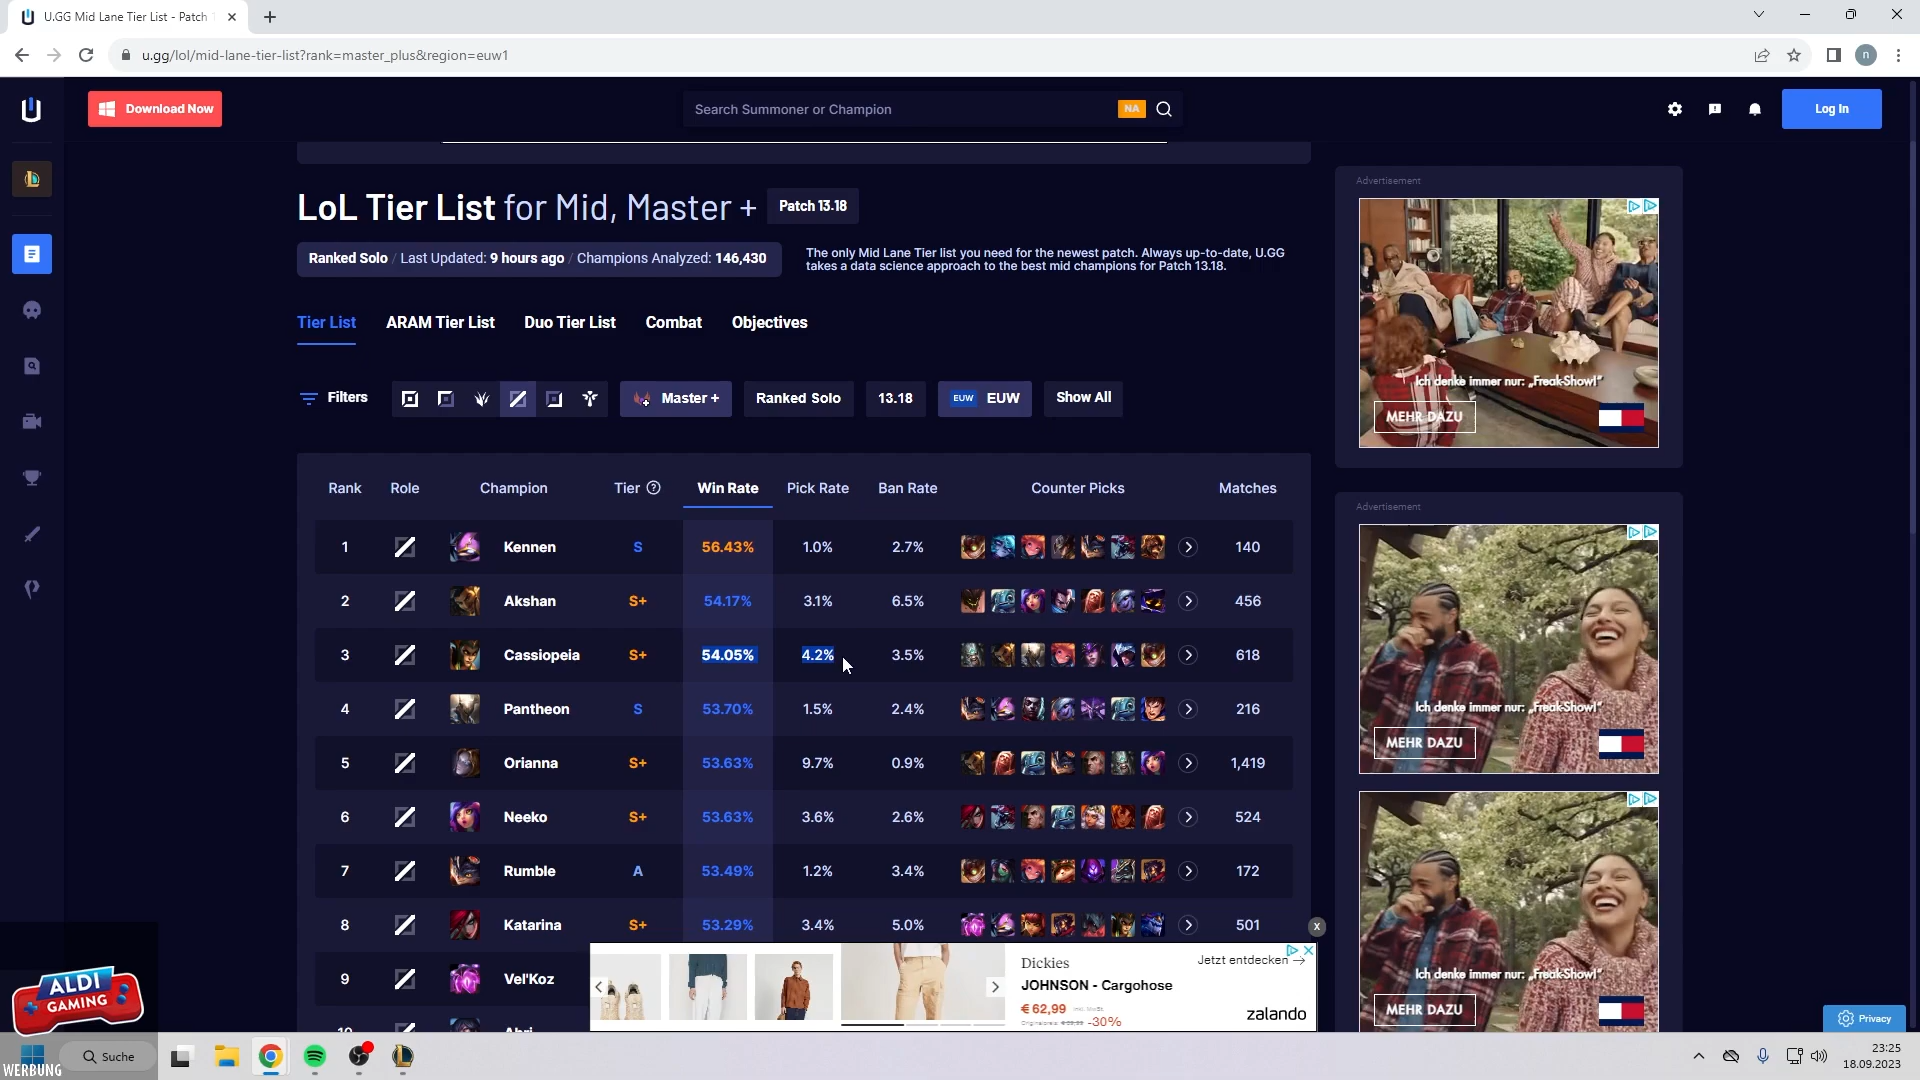 U.GG Mid Lane Tier List - Patch 1
u.gg/lol/mid-lane-tier-list?rank=master_plus&region=euw1
n
Download Now
Search Summoner or Champion
NA
Log In
LoL Tier List for Mid, Master +
Patch 13.18
Ranked Solo / Last Updated: 9 hours ago / Champions Analyzed: 146,430
The only Mid Lane Tier list you need for the newest patch. Always up-to-date, U.GG
takes a data science approach to the best mid champions for Patch 13.18.
Tier List ARAM Tier List Duo Tier List Combat Objectives
Filters Master + Ranked Solo 13.18 EUW EUW Show All
Rank Role Champion Tier ? Win Rate Pick Rate Ban Rate Counter Picks Matches
1 Kennen S 56.43% 1.0% 2.7% 140
2 Akshan S+ 54.17% 3.1% 6.5% 456
3 Cassiopeia S+ 54.05% 4.2% 3.5% 618
4 Pantheon S 53.70% 1.5% 2.4% 216
5 Orianna S+ 53.63% 9.7% 0.9% 1,419
6 Neeko S+ 53.63% 3.6% 2.6% 524
7 Rumble A 53.49% 1.2% 3.4% 172
8 Katarina S+ 53.29% 3.4% 5.0% 501
9 Vel'Koz
10 Ahri
Advertisement
Ich denke immer nur: „Freak-Show!"
MEHR DAZU
Advertisement
Ich denke immer nur: „Freak-Show!"
MEHR DAZU
Ich denke immer nur: „Freak-Show!"
MEHR DAZU
x
Dickies
Jetzt entdecken →
JOHNSON - Cargohose
€ 62,99
-30%
zalando
Privacy
ALDI
GAMING
WERBUNG
Suche
23:25
18.09.2023